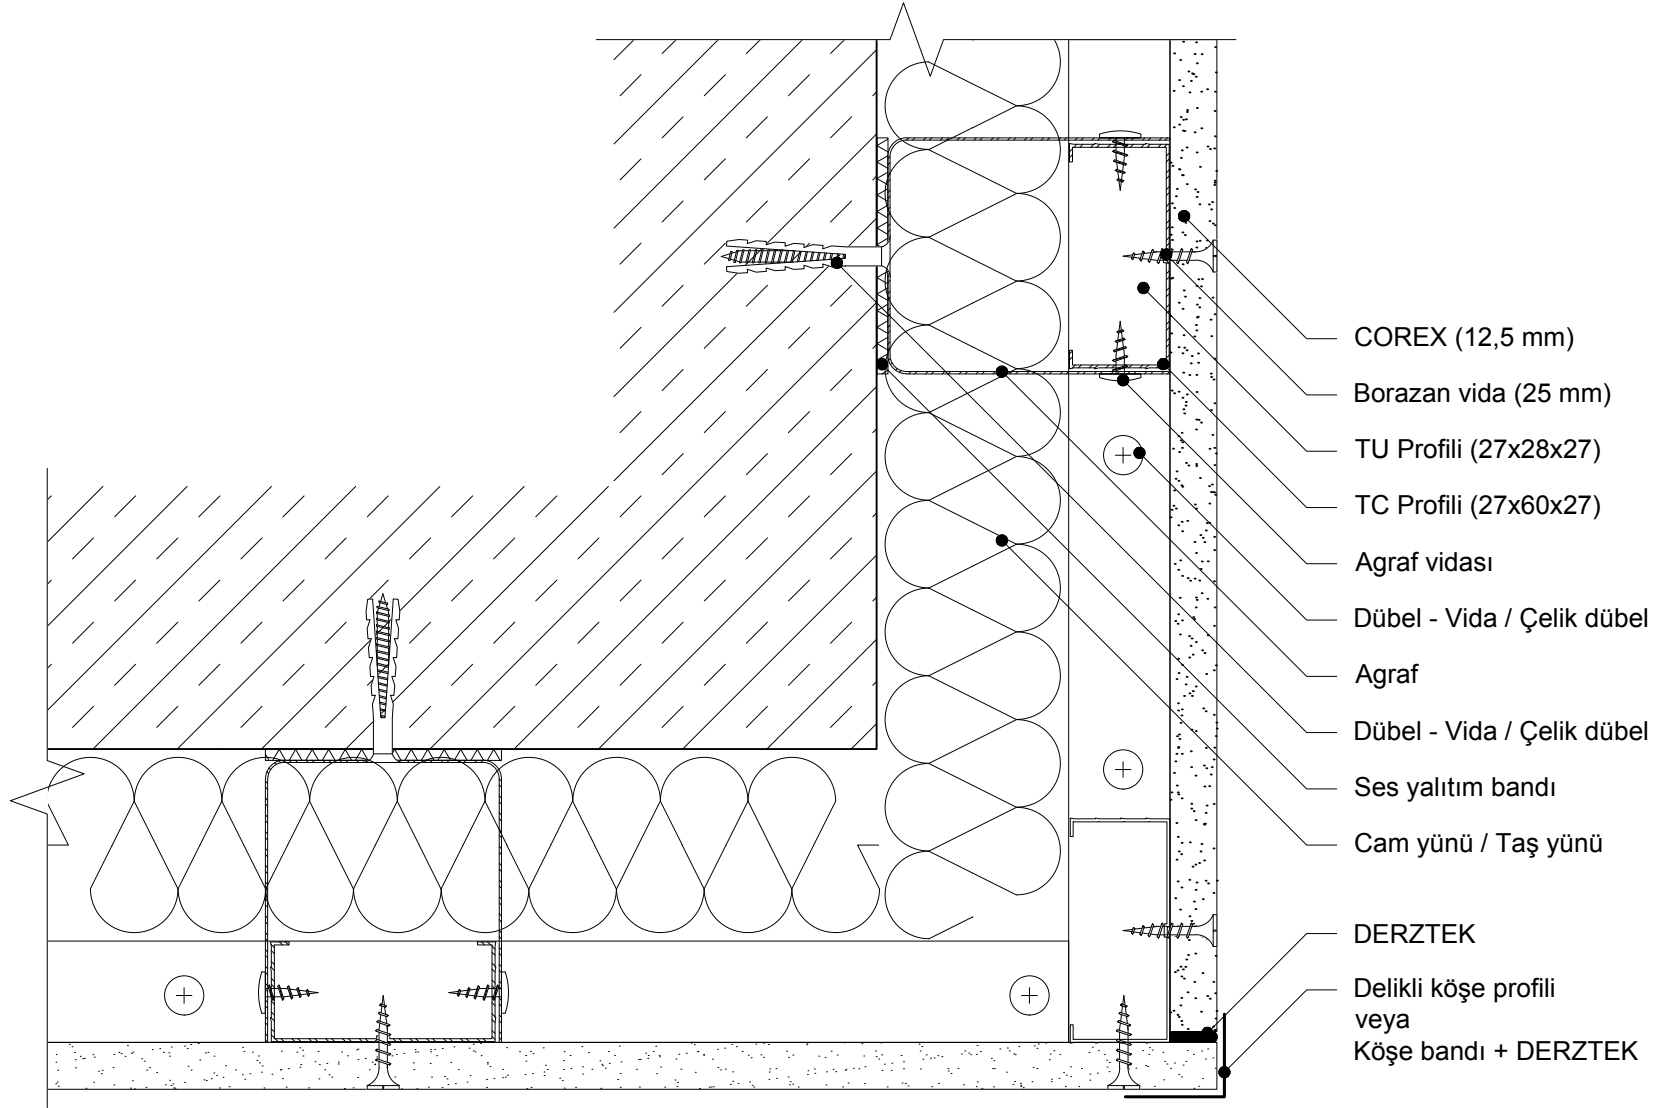 COREX (12,5 mm)
Borazan vida (25 mm)
TU Profili (27x28x27)
TC Profili (27x60x27)
Agraf vidası
Dübel - Vida / Çelik dübel
Agraf
Dübel - Vida / Çelik dübel
Ses yalıtım bandı
Cam yünü / Taş yünü
DERZTEK
Delikli köşe profili
veya
Köşe bandı + DERZTEK